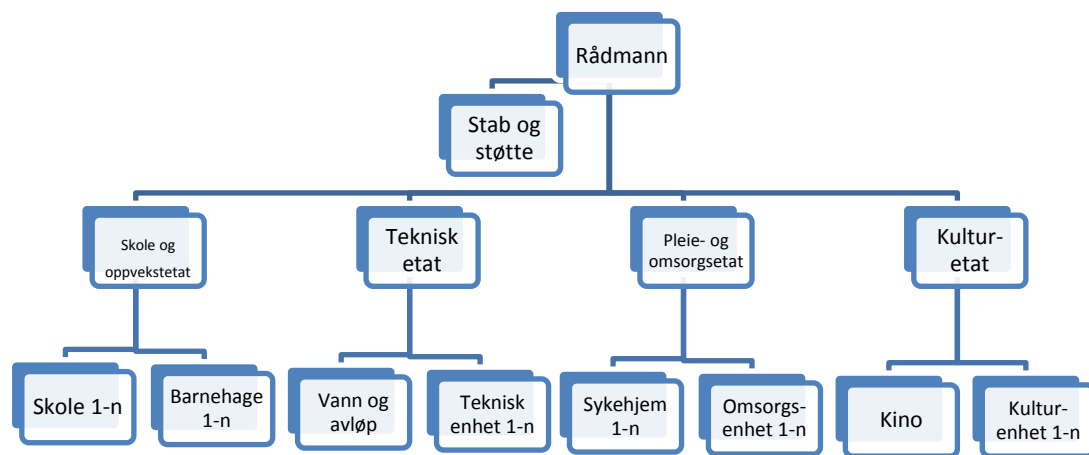 Rådmann
Stab og
støtte
Skole og
oppvekstetat
Teknisk
etat
Pleie- og
omsorgsetat
Kultur-
etat
Skole 1-n
Barnehage
1-n
Vann og
avløp
Teknisk
enhet 1-n
Sykehjem
1-n
Omsorgs-
enhet 1-n
Kino
Kultur-
enhet 1-n